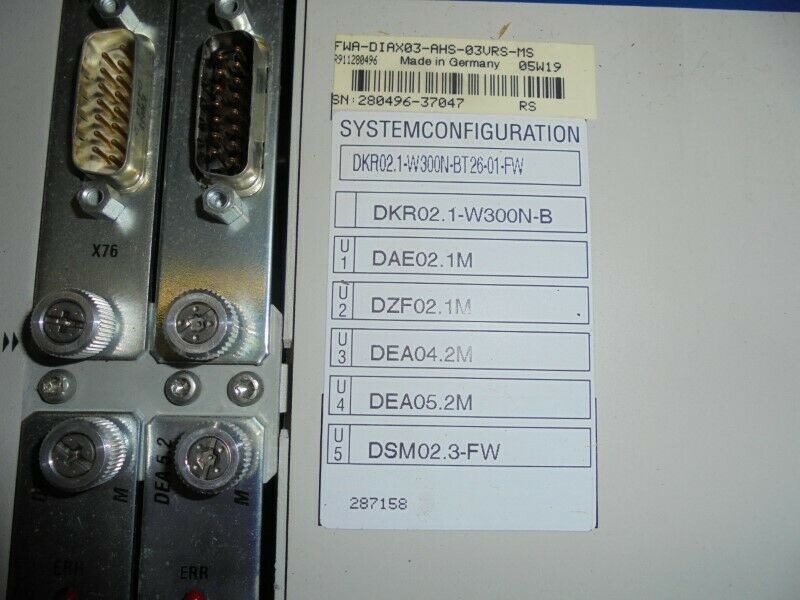 FWA-DIAX03-AHS-03VRS-MS
R911280496 Made in Germany 05W19
SN:280496-37047 RS
SYSTEMCONFIGURATION
DKR02.1-W300N-BT26-01-FW
DKR02.1-W300N-B
U1 DAE02.1M
U2 DZF02.1M
U3 DEA04.2M
U4 DEA05.2M
U5 DSM02.3-FW
287158
X76
M
DEA 5.2 M
ERR
ERR